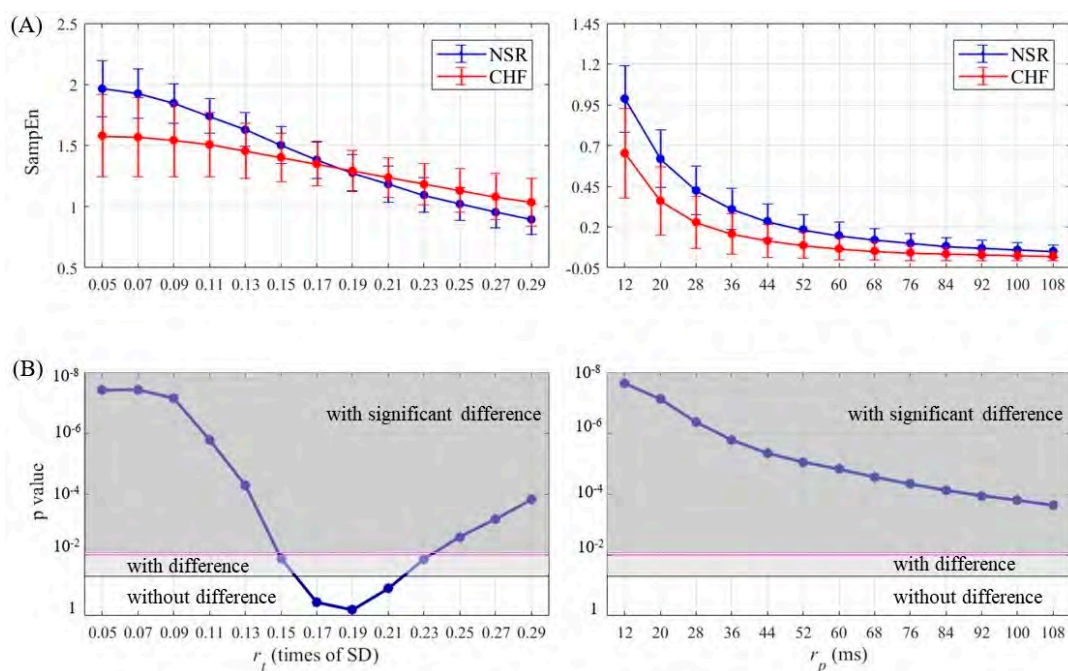 (A)
2.5
2
1.5
1
0.5
SampEn
NSR
CHF
0.05 0.07 0.09 0.11 0.13 0.15 0.17 0.19 0.21 0.23 0.25 0.27 0.29
1.45
1.2
0.95
0.7
0.45
0.2
-0.05
NSR
CHF
12 20 28 36 44 52 60 68 76 84 92 100 108
(B)
10-8
10-6
10-4
10-2
1
p value
with significant difference
with difference
without difference
0.05 0.07 0.09 0.11 0.13 0.15 0.17 0.19 0.21 0.23 0.25 0.27 0.29
rt (times of SD)
10-8
10-6
10-4
10-2
1
with significant difference
with difference
without difference
12 20 28 36 44 52 60 68 76 84 92 100 108
rp (ms)